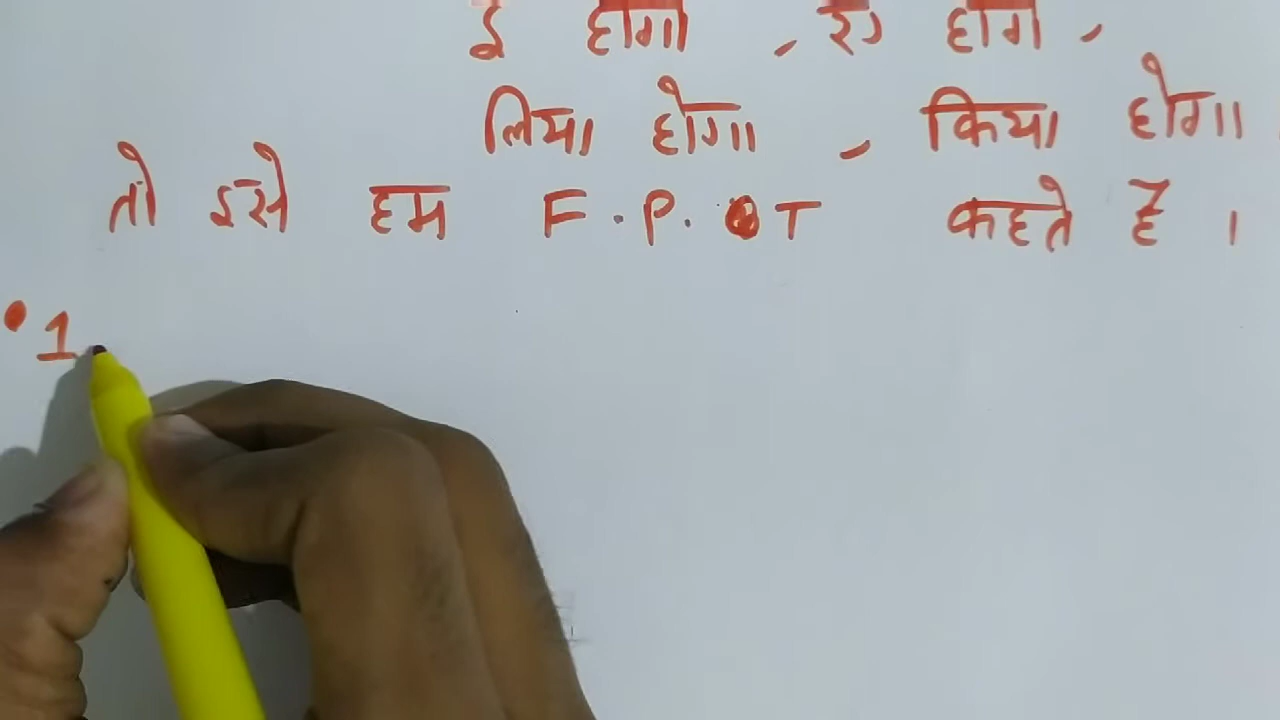 होगा , होगे ,
लिया होगा , किया होगा
तो इसे हम F.P.T कहते है ।
• 1